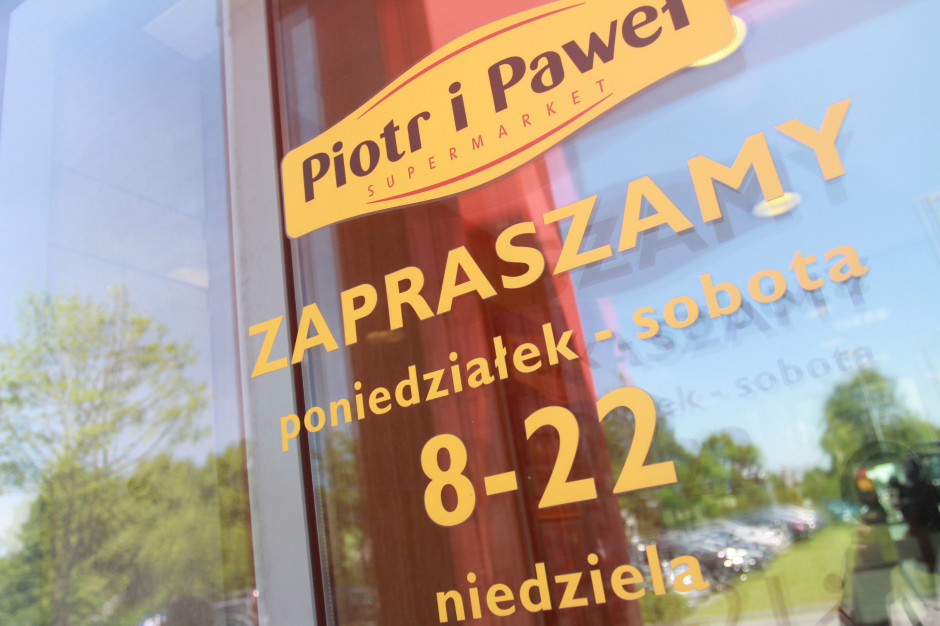 Piotr i Paweł
SUPERMARKET
ZAPRASZAMY
poniedziałek - sobota
8-22
niedziela